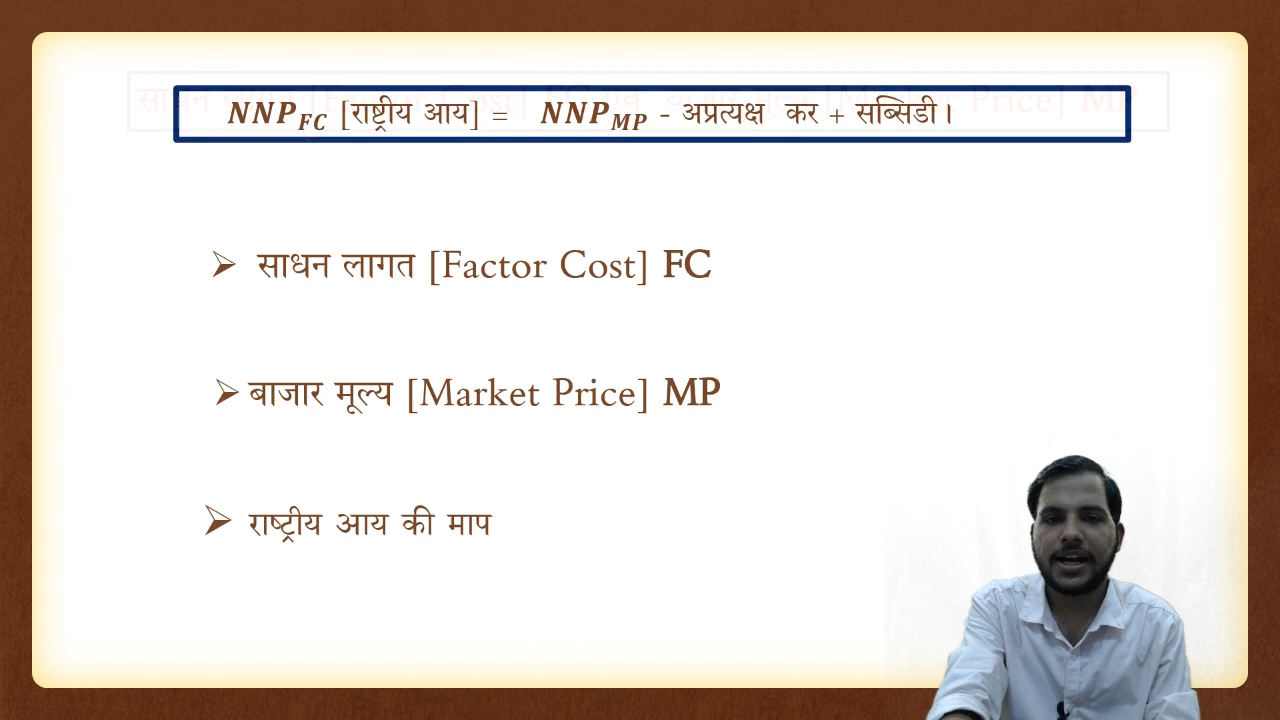 NNP_FC [राष्ट्रीय आय] = NNP_MP - अप्रत्यक्ष कर + सब्सिडी।
➢ साधन लागत [Factor Cost] FC
➢ बाजार मूल्य [Market Price] MP
➢ राष्ट्रीय आय की माप